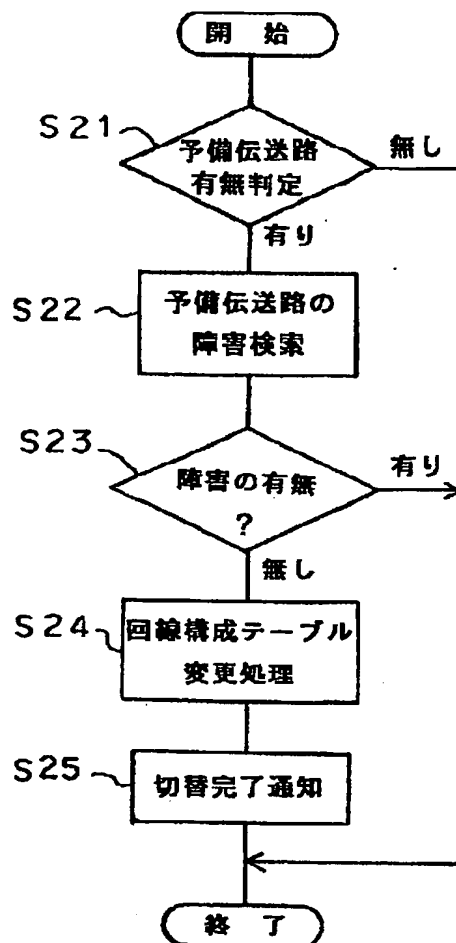 開 始
S21
予備伝送路
有無判定
無し
有り
S22
予備伝送路の
障害検索
S23
障害の有無
?
有り
無し
S24
回線構成テーブル
変更処理
S25
切替完了通知
終 了